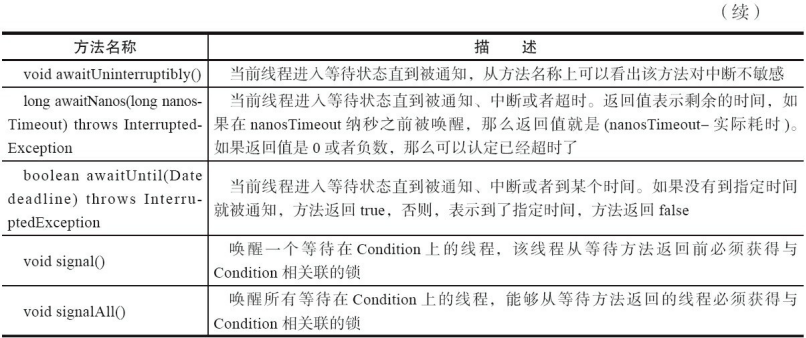 （续）
方法名称 描 述
void awaitUninterruptibly() 当前线程进入等待状态直到被通知，从方法名称上可以看出该方法对中断不敏感
long awaitNanos(long nanos-
Timeout) throws Interrupted-
Exception
当前线程进入等待状态直到被通知、中断或者超时。返回值表示剩余的时间，如
果在 nanosTimeout 纳秒之前被唤醒，那么返回值就是 (nanosTimeout– 实际耗时 )。
如果返回值是 0 或者负数，那么可以认定已经超时了
boolean awaitUntil(Date
deadline) throws Interru-
ptedException
当前线程进入等待状态直到被通知、中断或者到某个时间。如果没有到指定时间
就被通知，方法返回 true，否则，表示到了指定时间，方法返回 false
void signal()
唤醒一个等待在 Condition 上的线程，该线程从等待方法返回前必须获得与
Condition 相关联的锁
void signalAll()
唤醒所有等待在 Condition 上的线程，能够从等待方法返回的线程必须获得与
Condition 相关联的锁